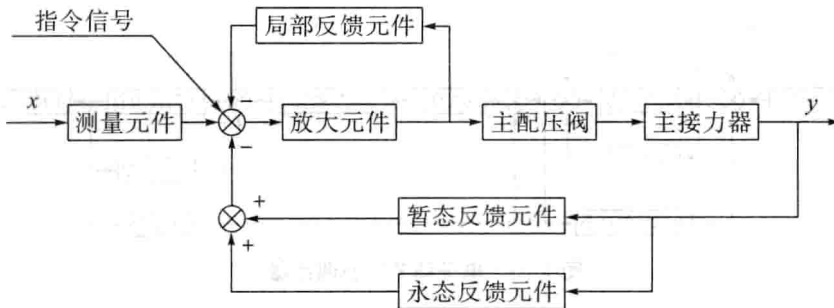 指令信号
局部反馈元件
−
x
测量元件
放大元件
主配压阀
主接力器
y
−
+
暂态反馈元件
+
永态反馈元件